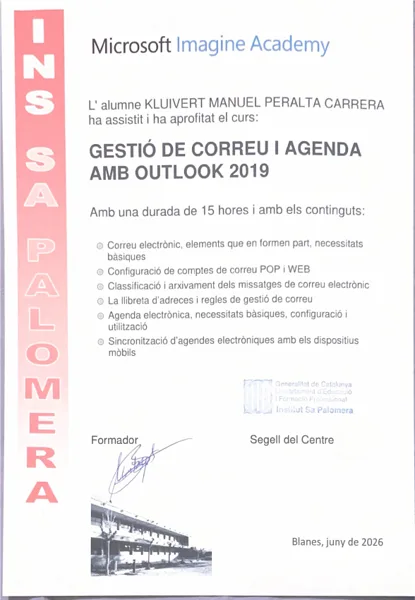 INS SA PALOMERA
Microsoft Imagine Academy
L' alumne KLUIVERT MANUEL PERALTA CARRERA
ha assistit i ha aprofitat el curs:
GESTIÓ DE CORREU I AGENDA
AMB OUTLOOK 2019
Amb una durada de 15 hores i amb els continguts:
Correu electrònic, elements que en formen part, necessitats
bàsiques
Configuració de comptes de correu POP i WEB
Classificació i arxivament dels missatges de correu electrònic
La llibreta d'adreces i regles de gestió de correu
Agenda electrònica, necessitats bàsiques, configuració i
utilització
Sincronització d'agendes electròniques amb els dispositius
mòbils
Generalitat de Catalunya
Departament d'Educació
i Formació Professional
Institut Sa Palomera
Formador
Segell del Centre
Blanes, juny de 2026